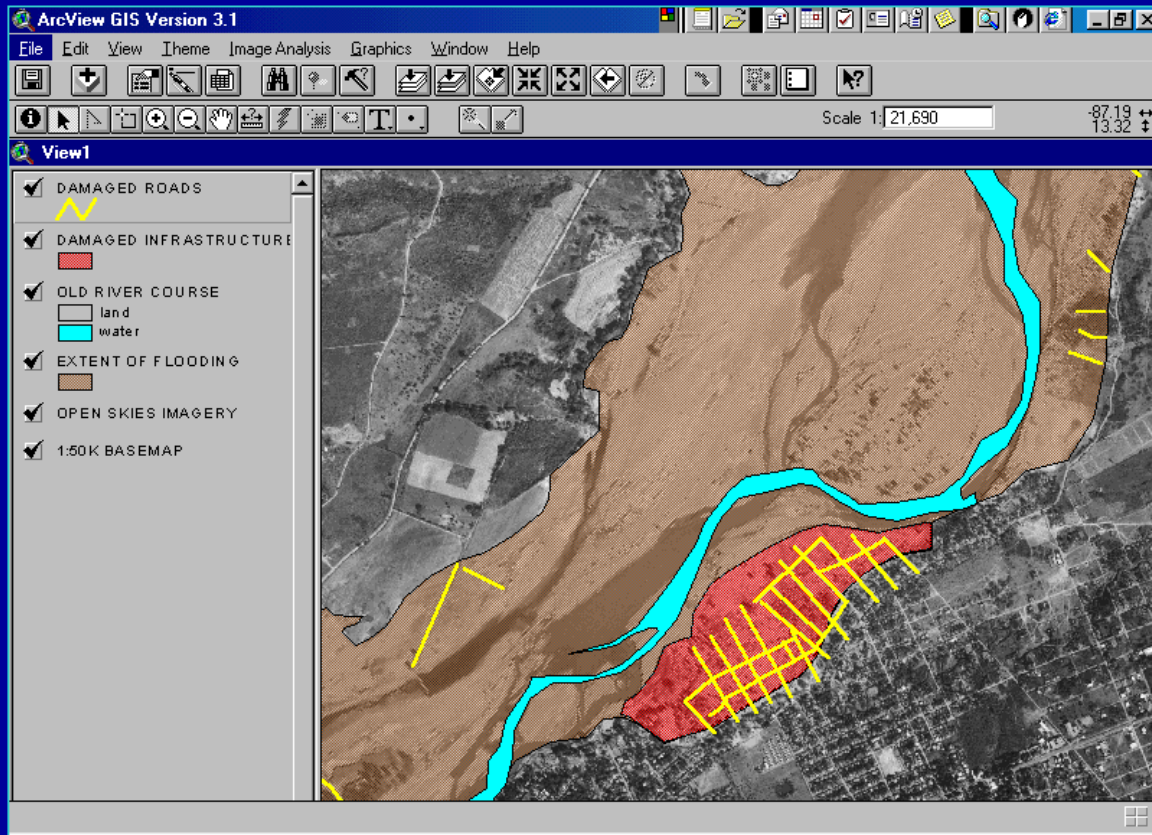 ArcView GIS Version 3.1
File Edit View Theme Image Analysis Graphics Window Help
Scale 1: 21,690
-87.19
13.32
View1
DAMAGED ROADS
DAMAGED INFRASTRUCTURE
OLD RIVER COURSE
land
water
EXTENT OF FLOODING
OPEN SKIES IMAGERY
1:50K BASEMAP